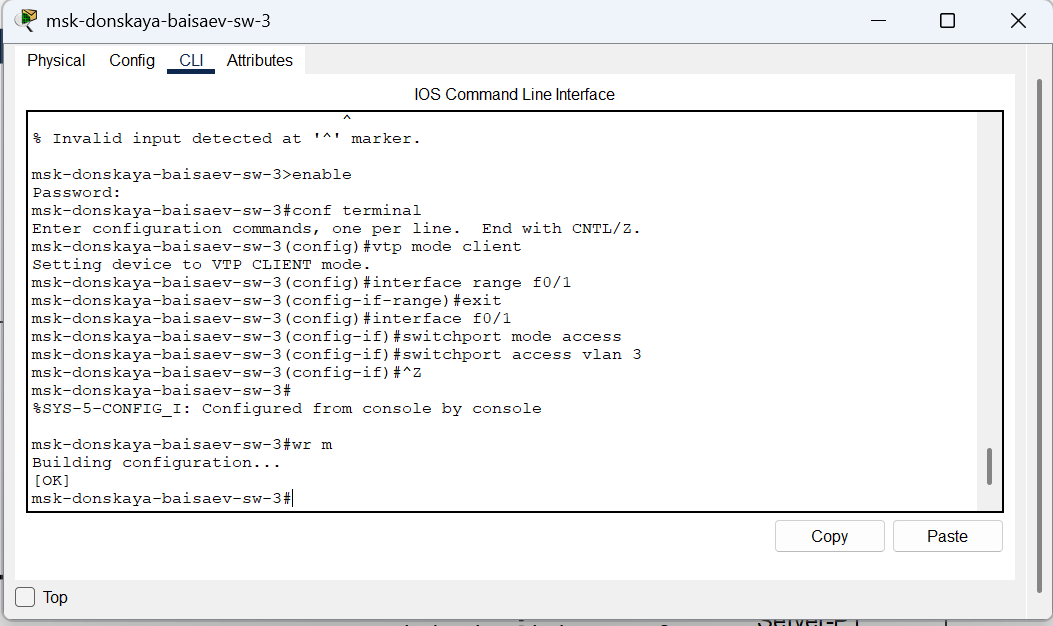 msk-donskaya-baisaev-sw-3
Physical Config CLI Attributes
IOS Command Line Interface
^
% Invalid input detected at '^' marker.
msk-donskaya-baisaev-sw-3>enable
Password:
msk-donskaya-baisaev-sw-3#conf terminal
Enter configuration commands, one per line.  End with CNTL/Z.
msk-donskaya-baisaev-sw-3(config)#vtp mode client
Setting device to VTP CLIENT mode.
msk-donskaya-baisaev-sw-3(config)#interface range f0/1
msk-donskaya-baisaev-sw-3(config-if-range)#exit
msk-donskaya-baisaev-sw-3(config)#interface f0/1
msk-donskaya-baisaev-sw-3(config-if)#switchport mode access
msk-donskaya-baisaev-sw-3(config-if)#switchport access vlan 3
msk-donskaya-baisaev-sw-3(config-if)#^Z
msk-donskaya-baisaev-sw-3#
%SYS-5-CONFIG_I: Configured from console by console
msk-donskaya-baisaev-sw-3#wr m
Building configuration...
[OK]
msk-donskaya-baisaev-sw-3#
Copy Paste
Top